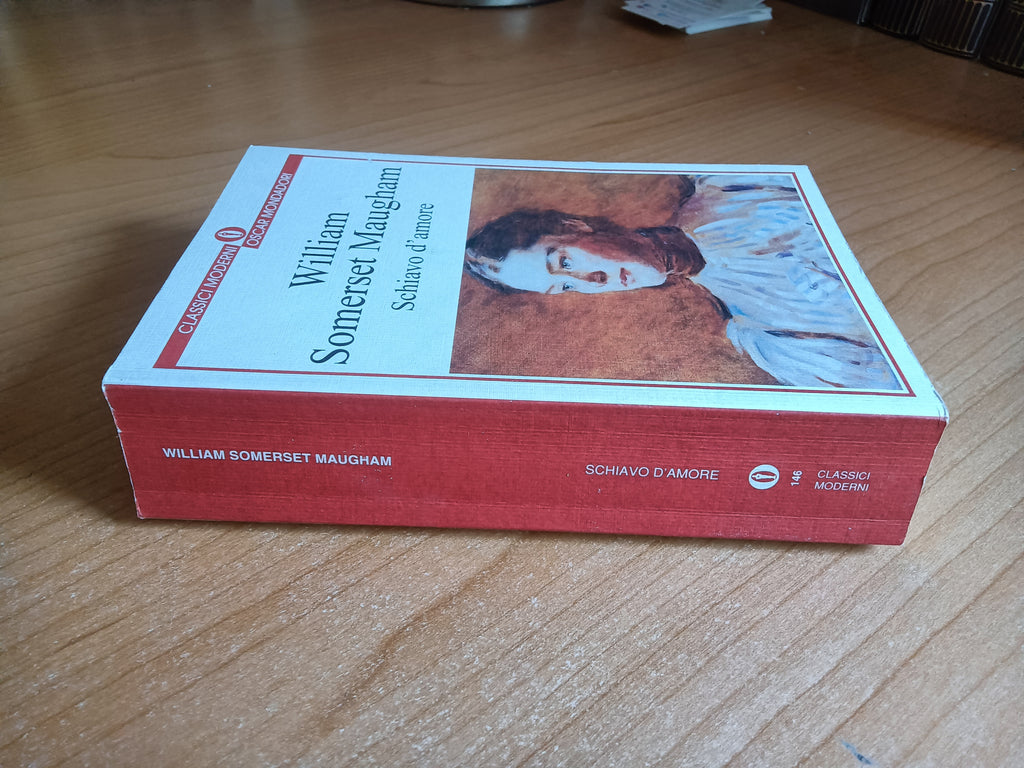 CLASSICI MODERNI
OSCAR MONDADORI
William
Somerset Maugham
Schiavo d'amore
WILLIAM SOMERSET MAUGHAM
SCHIAVO D'AMORE
146
CLASSICI
MODERNI